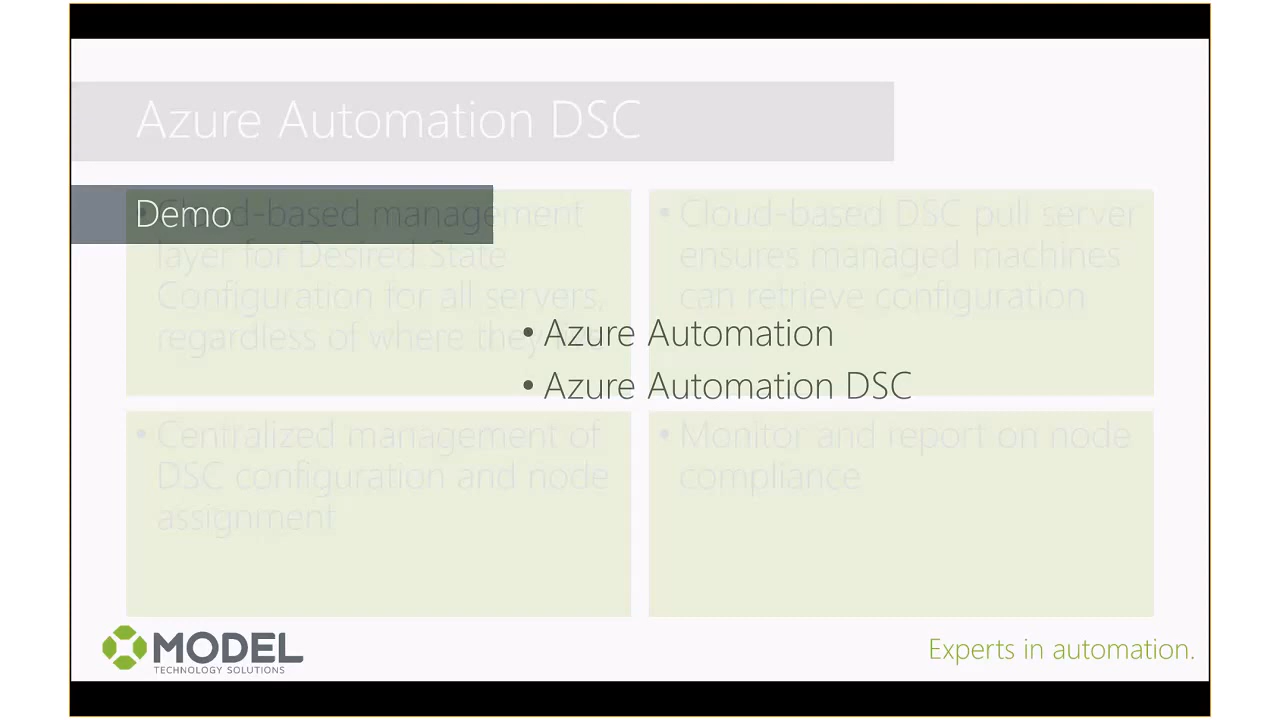 Azure Automation DSC
Demo
• Cloud-based management
layer for Desired State
Configuration for all servers,
regardless of where they
• Cloud-based DSC pull server
ensures managed machines
can retrieve configuration
• Azure Automation
• Azure Automation DSC
• Centralized management of
DSC configuration and node
assignment
• Monitor and report on node
compliance
MODEL
TECHNOLOGY SOLUTIONS
Experts in automation.